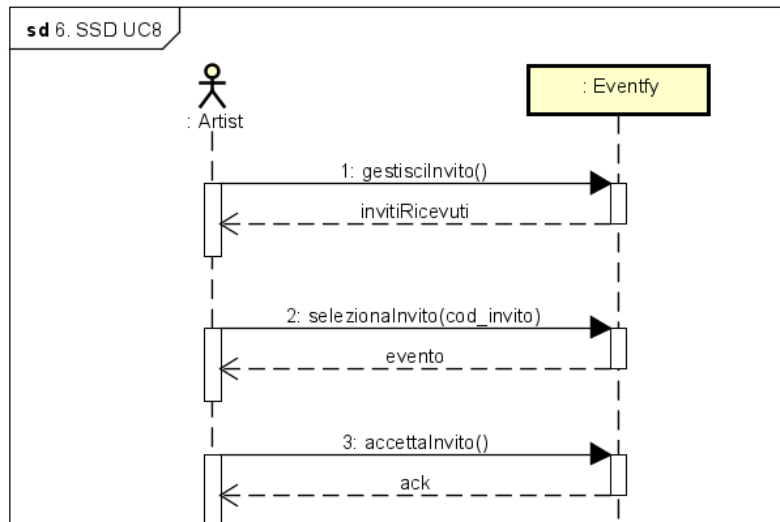 sd 6. SSD UC8
: Artist
: Eventfy
1: gestisciInvito()
invitiRicevuti
2: selezionaInvito(cod_invito)
evento
3: accettaInvito()
ack